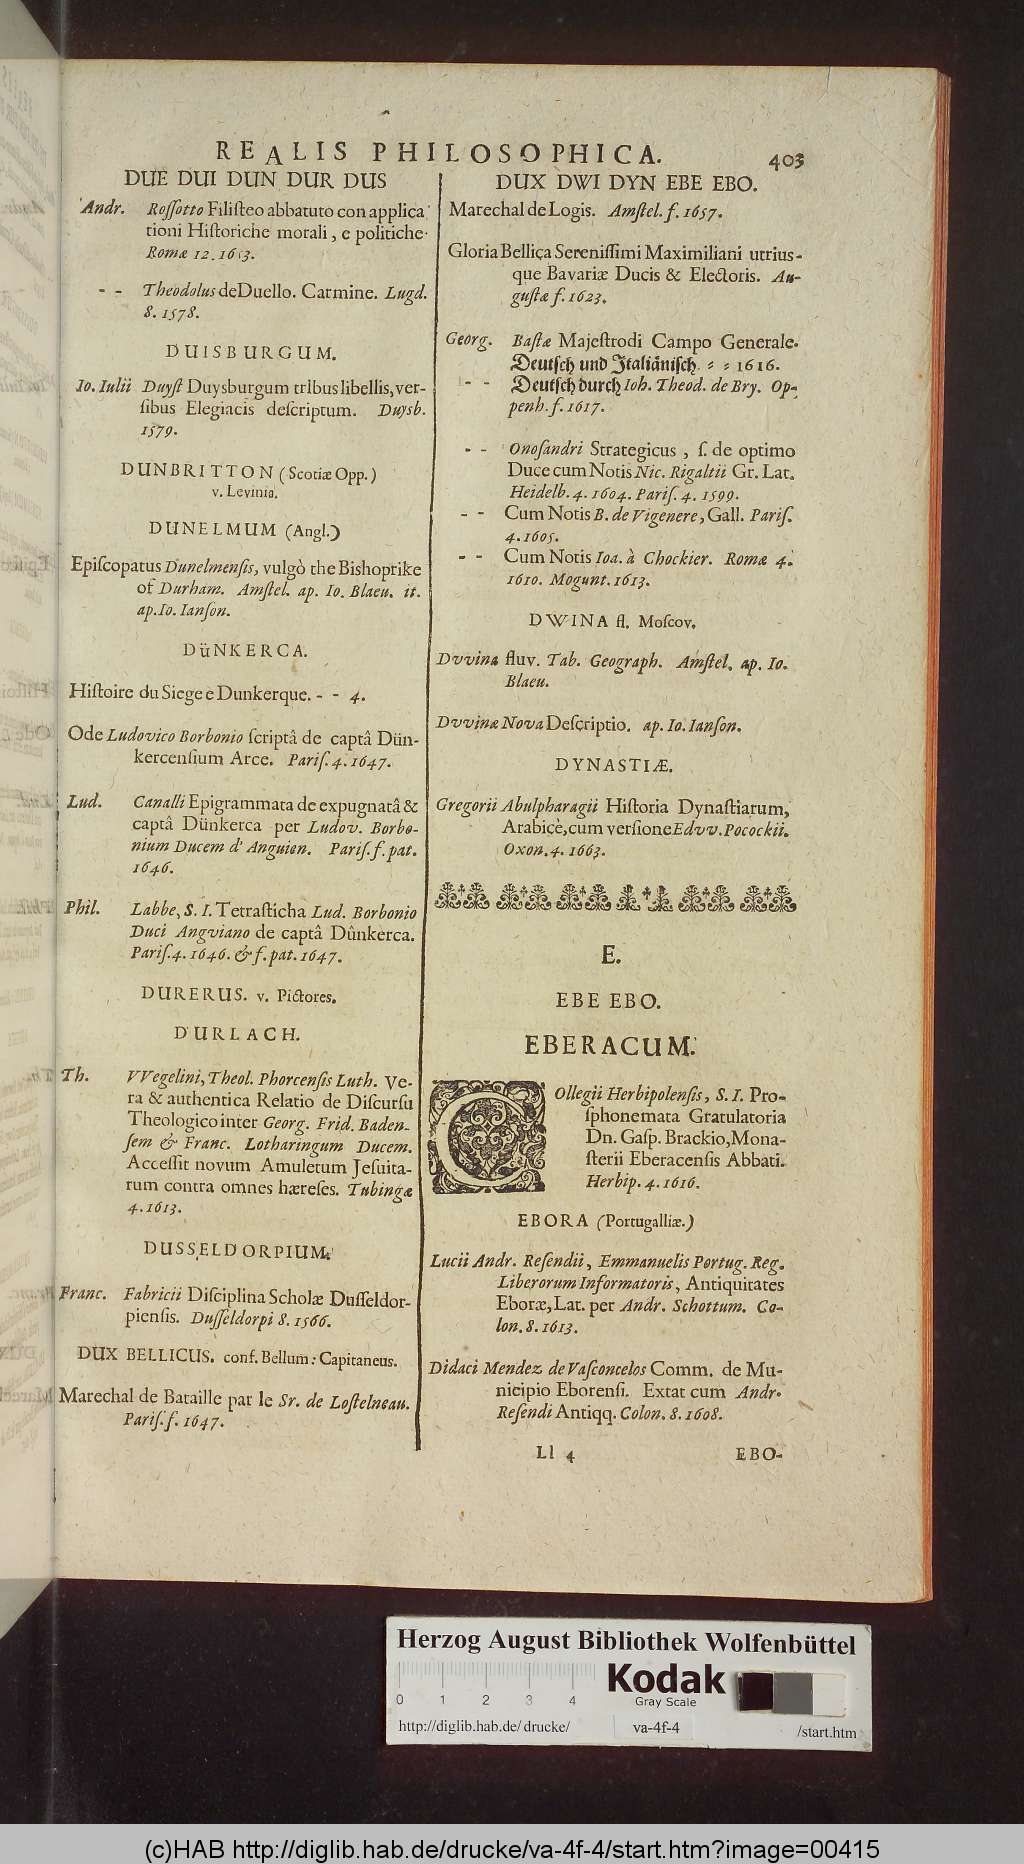 REALIS PHILOSOPHICA. 403
DUE DUI DUN DUR DUS
Andr. Rossotto Filisteo abbatuto con applica
tioni Historiche morali, e politiche.
Romæ 12. 16 3.
- - Theodolus de Duello. Carmine. Lugd.
8. 1578.
DUISBURGUM.
Io. Iulii Duyst Duysburgum tribus libellis, ver-
sibus Elegiacis descriptum. Duysb.
1579.
DUNBRITTON (Scotiæ Opp.)
v. Levinia.
DUNELMUM (Angl.)
Episcopatus Dunelmensis, vulgò the Bishoprike
of Durham. Amstel. ap. Io. Blaeu. it.
ap. Io. Ianson.
DüNKERCA.
Histoire du Siege e Dunkerque. - - 4.
Ode Ludovico Borbonio scriptâ de captâ Dün-
kercensium Arce. Paris. 4. 1647.
Lud. Canalli Epigrammata de expugnatâ &
captâ Dünkerca per Ludov. Borbo-
nium Ducem d' Anguien. Paris. f. pat.
1646.
Phil. Labbe, S. I. Tetrasticha Lud. Borbonio
Duci Angviano de captâ Dûnkerca.
Paris. 4. 1646. & f. pat. 1647.
DURERUS. v. Pictores.
DURLACH.
Th. VVegelini, Theol. Phorcensis Luth. Ve-
ra & authentica Relatio de Discursu
Theologico inter Georg. Frid. Baden-
sem & Franc. Lotharingum Ducem.
Accessit novum Amuletum Jesuita-
rum contra omnes hæreses. Tubingæ
4. 1613.
DUSSELDORPIUM.
Franc. Fabricii Disciplina Scholæ Dusseldor-
piensis. Dusseldorpi 8. 1566.
DUX BELLICUS. conf. Bellum: Capitaneus.
Marechal de Bataille par le Sr. de Lostelneau.
Paris. f. 1647.
DUX DWI DYN EBE EBO.
Marechal de Logis. Amstel. f. 1657.
Gloria Bellica Serenissimi Maximiliani utrius-
que Bavariæ Ducis & Electoris. Au-
gustæ f. 1623.
Georg. Bastæ Majestrodi Campo Generale.
Deutsch und Italiänisch = = 1616.
- - Deutsch durch Ioh. Theod. de Bry. Op-
penh. f. 1617.
- - Onosandri Strategicus, s. de optimo
Duce cum Notis Nic. Rigaltii Gr. Lat.
Heidelb. 4. 1604. Paris. 4. 1599.
- - Cum Notis B. de Vigenere, Gall. Paris.
4. 1605.
- - Cum Notis Ioa. à Chockier. Romæ 4.
1610. Mogunt. 1613.
DWINA fl. Moscov.
Dvvina fluv. Tab. Geograph. Amstel. ap. Io.
Blaeu.
Dvvinæ Nova Descriptio. ap. Io. Ianson.
DYNASTIÆ.
Gregorii Abulpharagii Historia Dynastiarum,
Arabicè, cum versione Edvv. Pocockii.
Oxon. 4. 1663.
E.
EBE EBO.
EBERACUM.
COllegii Herbipolensis, S. I. Pro-
sphonemata Gratulatoria
Dn. Gasp. Brackio, Mona-
sterii Eberacensis Abbati.
Herbip. 4. 1616.
EBORA (Portugalliæ.)
Lucii Andr. Resendii, Emmanuelis Portug. Reg.
Liberorum Informatoris, Antiquitates
Eboræ, Lat. per Andr. Schottum. Co-
lon. 8. 1613.
Didaci Mendez de Vasconcelos Comm. de Mu-
nicipio Eborensi. Extat cum Andr.
Resendi Antiqq. Colon. 8. 1608.
Ll 4 EBO-
Herzog August Bibliothek Wolfenbüttel
0 1 2 3 4
Kodak
Gray Scale
http://diglib.hab.de/drucke/ va-4f-4 /start.htm
(c)HAB http://diglib.hab.de/drucke/va-4f-4/start.htm?image=00415